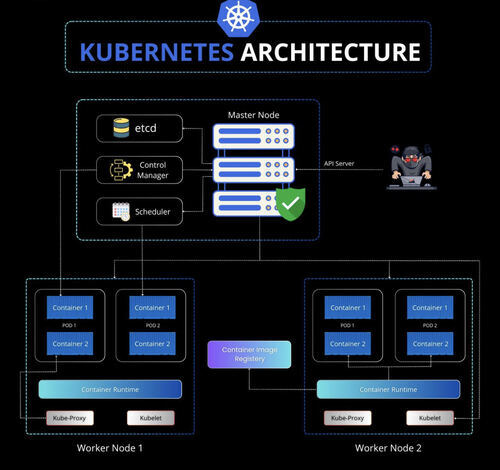 KUBERNETES ARCHITECTURE
Master Node
etcd
Control
Manager
API Server
Scheduler
Container 1
Container 1
POD 1
POD 2
Container 2
Container 2
Container Runtime
Kube-Proxy
Kubelet
Worker Node 1
Container Image
Registery
Container 1
Container 1
POD 1
POD 2
Container 2
Container 2
Container Runtime
Kube-Proxy
Kubelet
Worker Node 2